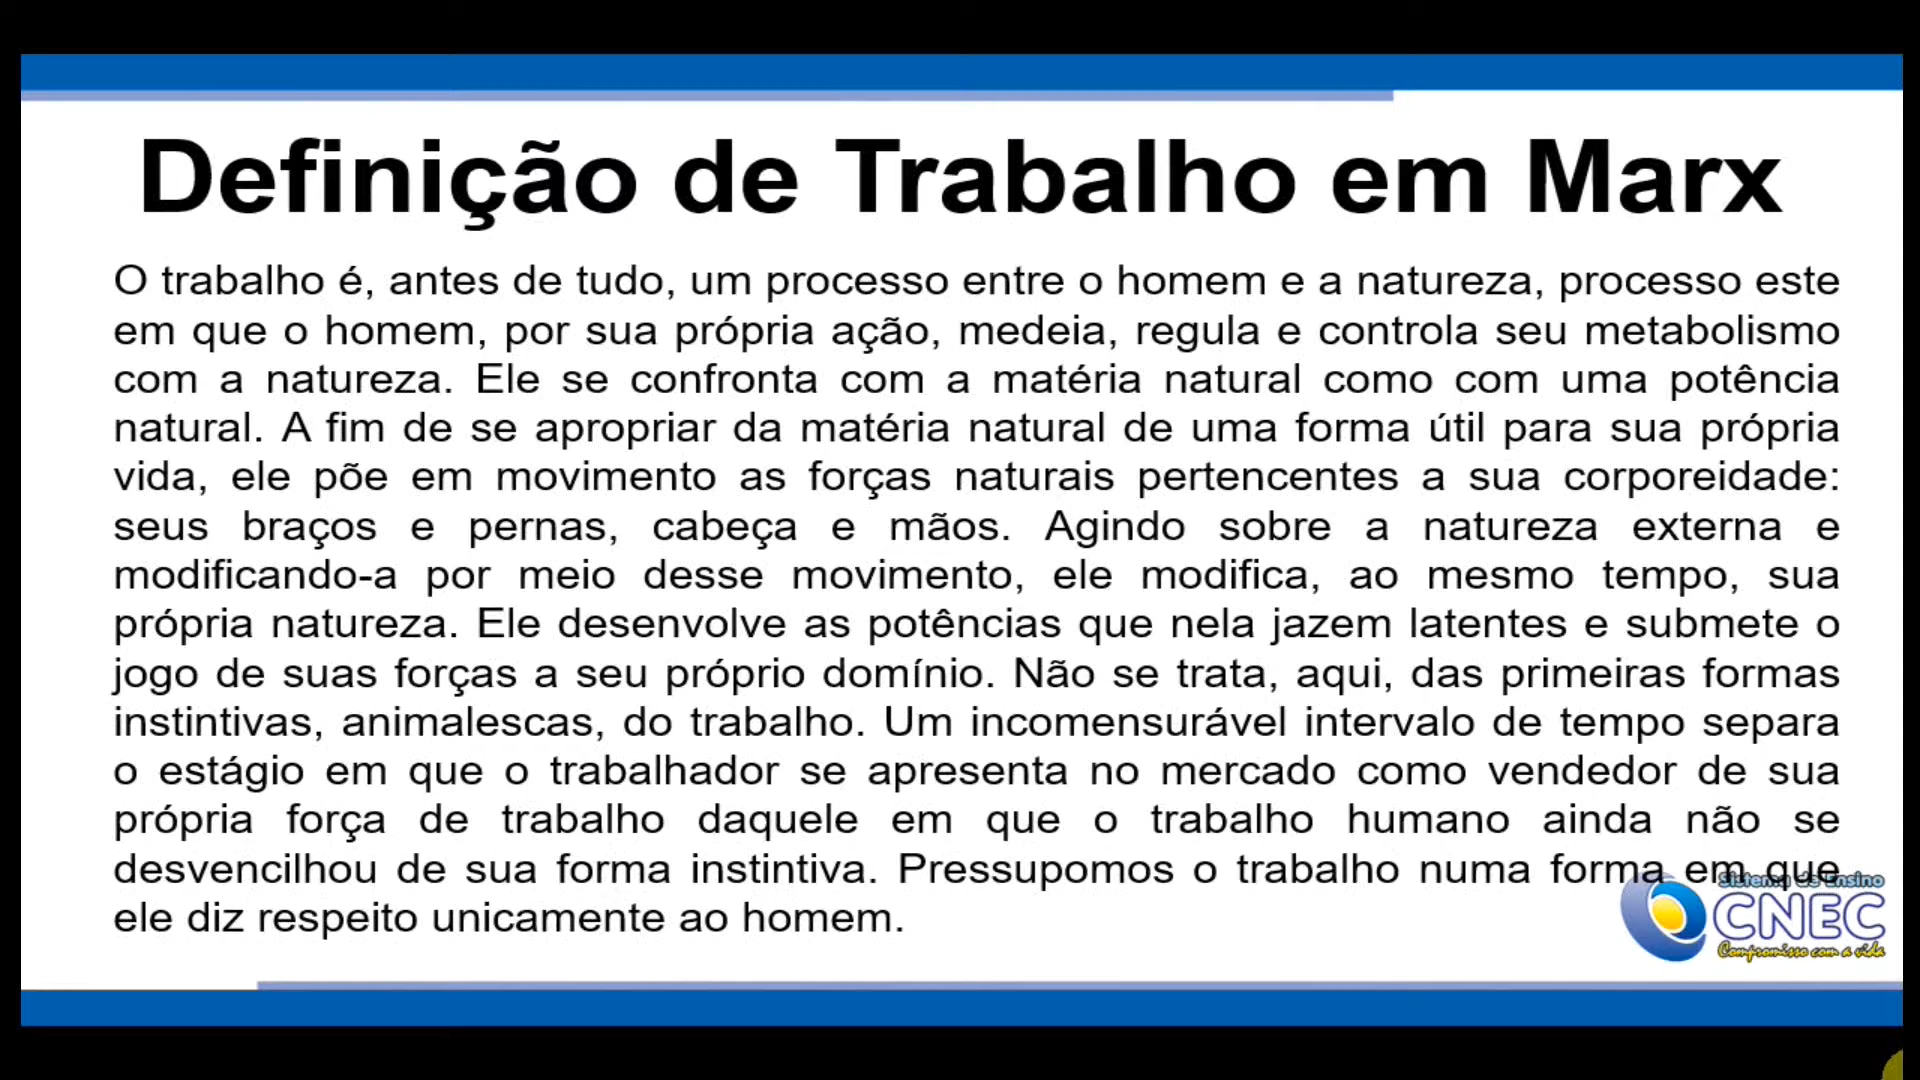 Definição de Trabalho em Marx
O trabalho é, antes de tudo, um processo entre o homem e a natureza, processo este
em que o homem, por sua própria ação, medeia, regula e controla seu metabolismo
com a natureza. Ele se confronta com a matéria natural como com uma potência
natural. A fim de se apropriar da matéria natural de uma forma útil para sua própria
vida, ele põe em movimento as forças naturais pertencentes a sua corporeidade:
seus braços e pernas, cabeça e mãos. Agindo sobre a natureza externa e
modificando-a por meio desse movimento, ele modifica, ao mesmo tempo, sua
própria natureza. Ele desenvolve as potências que nela jazem latentes e submete o
jogo de suas forças a seu próprio domínio. Não se trata, aqui, das primeiras formas
instintivas, animalescas, do trabalho. Um incomensurável intervalo de tempo separa
o estágio em que o trabalhador se apresenta no mercado como vendedor de sua
própria força de trabalho daquele em que o trabalho humano ainda não se
desvencilhou de sua forma instintiva. Pressupomos o trabalho numa forma em que
ele diz respeito unicamente ao homem.
Sistema de Ensino
CNEC
Compromisso com a vida